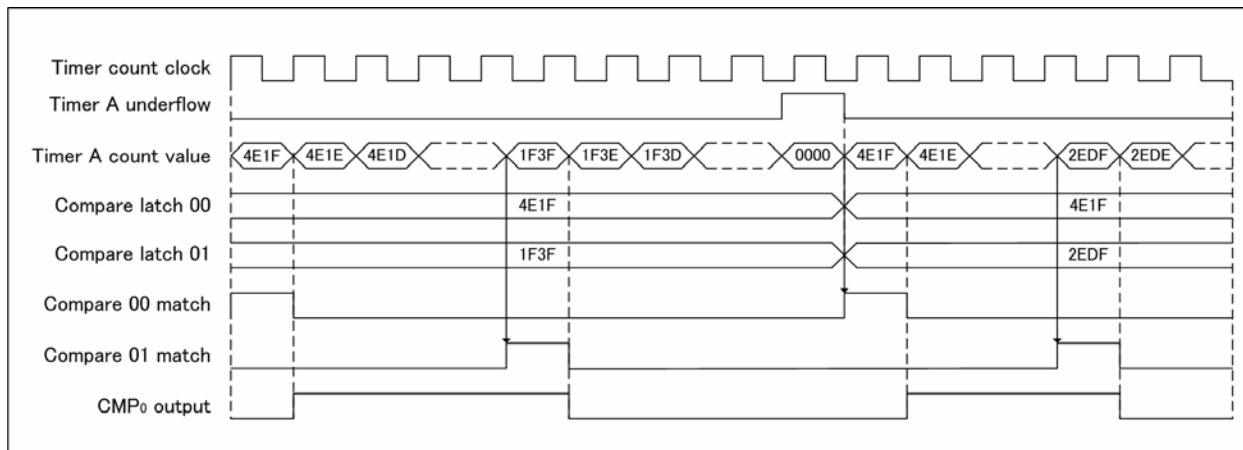 Timer count clock
Timer A underflow
Timer A count value 4E1F 4E1E 4E1D 1F3F 1F3E 1F3D 0000 4E1F 4E1E 2EDF 2EDE
Compare latch 00 4E1F 4E1F
Compare latch 01 1F3F 2EDF
Compare 00 match
Compare 01 match
CMP₀ output